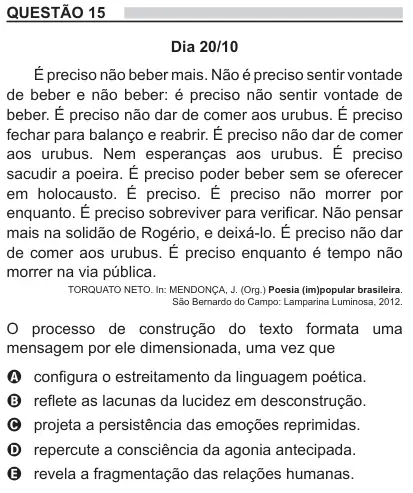 QUESTÃO 15
Dia 20/10
É preciso não beber mais. Não é preciso sentir vontade
de beber e não beber: é preciso não sentir vontade de
beber. É preciso não dar de comer aos urubus. É preciso
fechar para balanço e reabrir. É preciso não dar de comer
aos urubus. Nem esperanças aos urubus. É preciso
sacudir a poeira. É preciso poder beber sem se oferecer
em holocausto. É preciso. É preciso não morrer por
enquanto. É preciso sobreviver para verificar. Não pensar
mais na solidão de Rogério, e deixá-lo. É preciso não dar
de comer aos urubus. É preciso enquanto é tempo não
morrer na via pública.
TORQUATO NETO. In: MENDONÇA, J. (Org.) Poesia (im)popular brasileira.
São Bernardo do Campo: Lamparina Luminosa, 2012.
O processo de construção do texto formata uma
mensagem por ele dimensionada, uma vez que
A configura o estreitamento da linguagem poética.
B reflete as lacunas da lucidez em desconstrução.
C projeta a persistência das emoções reprimidas.
D repercute a consciência da agonia antecipada.
E revela a fragmentação das relações humanas.